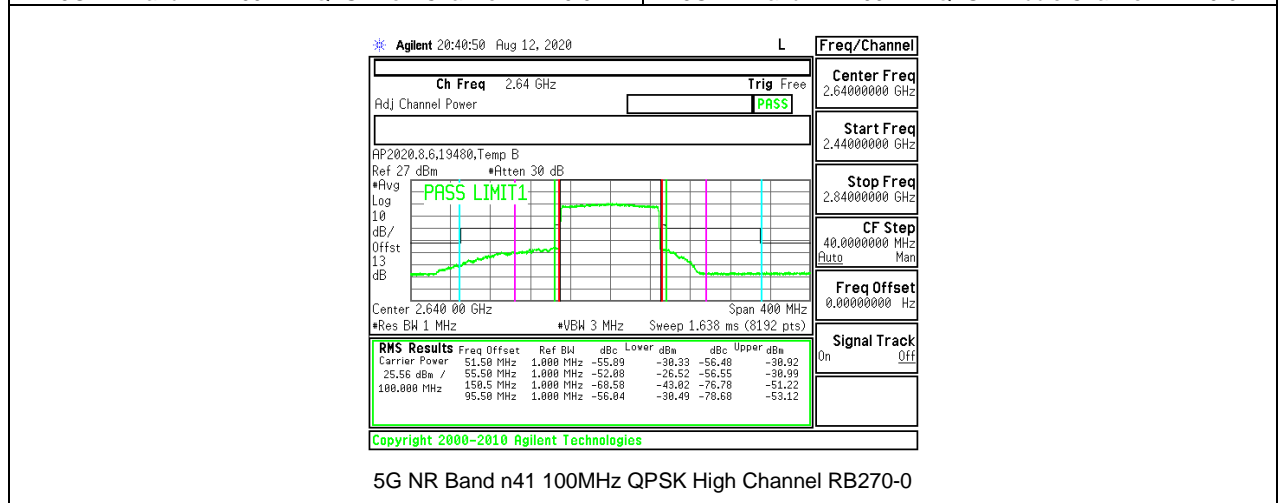 Agilent 20:40:50 Aug 12, 2020 L
Freq/Channel
Ch Freq 2.64 GHz Trig Free
Adj Channel Power PASS
AP2020.8.6,19480,Temp B
Ref 27 dBm #Atten 30 dB
#Avg
Log
10
dB/
Offst
13
dB
PASS LIMIT1
Center 2.640 00 GHz Span 400 MHz
#Res BW 1 MHz #VBW 3 MHz Sweep 1.638 ms (8192 pts)
RMS Results Freq Offset Ref BW dBc Lower dBm dBc Upper dBm
Carrier Power 51.50 MHz 1.000 MHz -55.89 -30.33 -56.48 -30.92
25.56 dBm / 55.50 MHz 1.000 MHz -52.08 -26.52 -56.55 -30.99
100.000 MHz 150.5 MHz 1.000 MHz -68.58 -43.02 -76.78 -51.22
95.50 MHz 1.000 MHz -56.04 -30.49 -78.68 -53.12
Center Freq
2.64000000 GHz
Start Freq
2.44000000 GHz
Stop Freq
2.84000000 GHz
CF Step
40.0000000 MHz
Auto Man
Freq Offset
0.00000000 Hz
Signal Track
On Off
Copyright 2000-2010 Agilent Technologies
5G NR Band n41 100MHz QPSK High Channel RB270-0